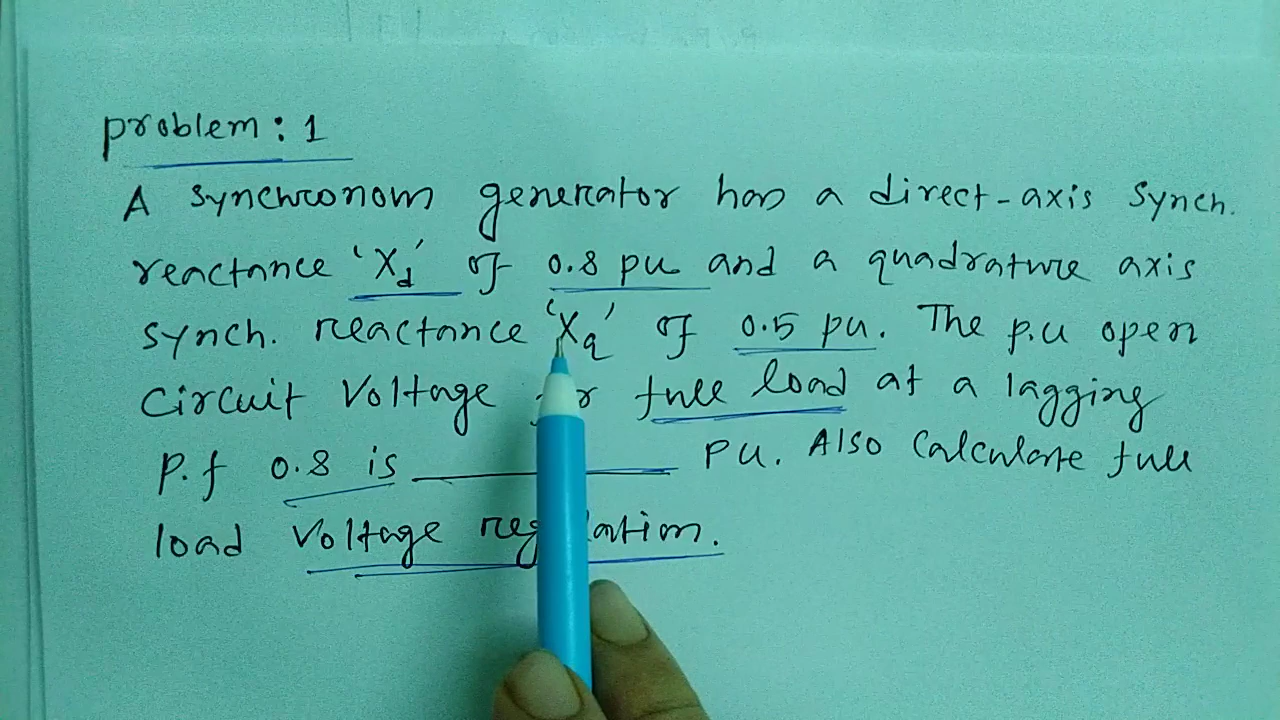 problem: 1
A synchronous generator has a direct-axis synch.
reactance 'Xd' of 0.8 pu and a quadrature axis
synch. reactance 'Xq' of 0.5 pu. The p.u open
circuit voltage full load at a lagging
p.f 0.8 is ________ pu. Also calculate full
load voltage